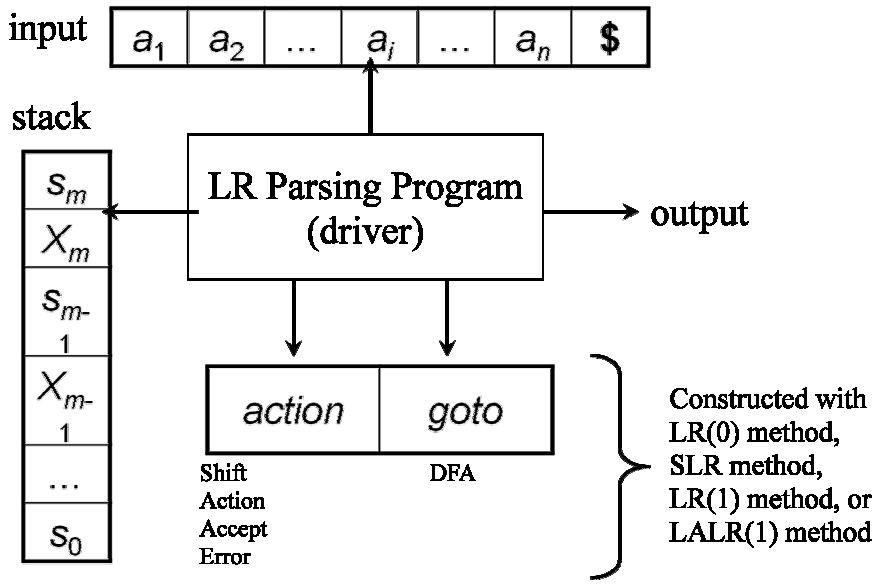 input
a1 a2 ... ai ... an $
stack
sm
Xm
sm-
1
Xm-
1
...
s0
LR Parsing Program
(driver)
output
action goto
Shift
Action
Accept
Error
DFA
Constructed with
LR(0) method,
SLR method,
LR(1) method, or
LALR(1) method